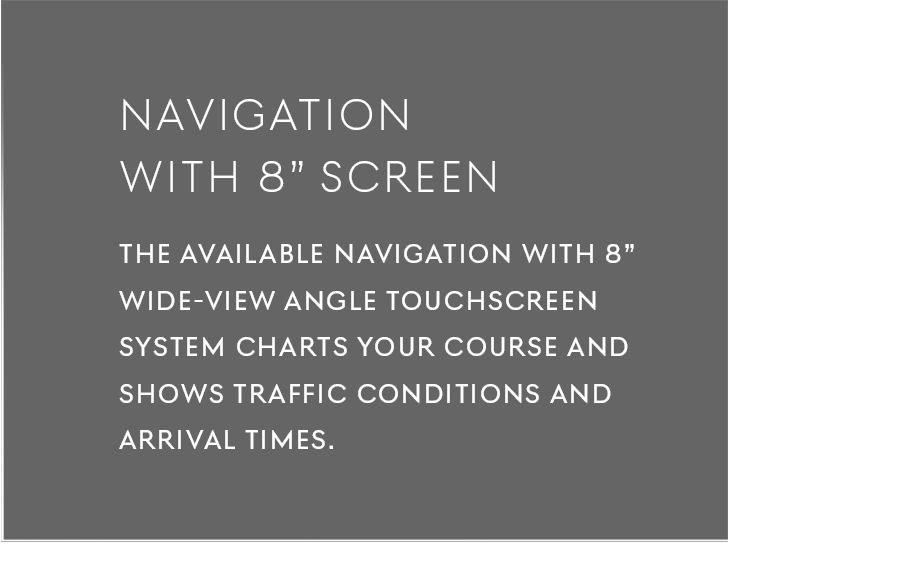 NAVIGATION
WITH 8” SCREEN
THE AVAILABLE NAVIGATION WITH 8”
WIDE-VIEW ANGLE TOUCHSCREEN
SYSTEM CHARTS YOUR COURSE AND
SHOWS TRAFFIC CONDITIONS AND
ARRIVAL TIMES.